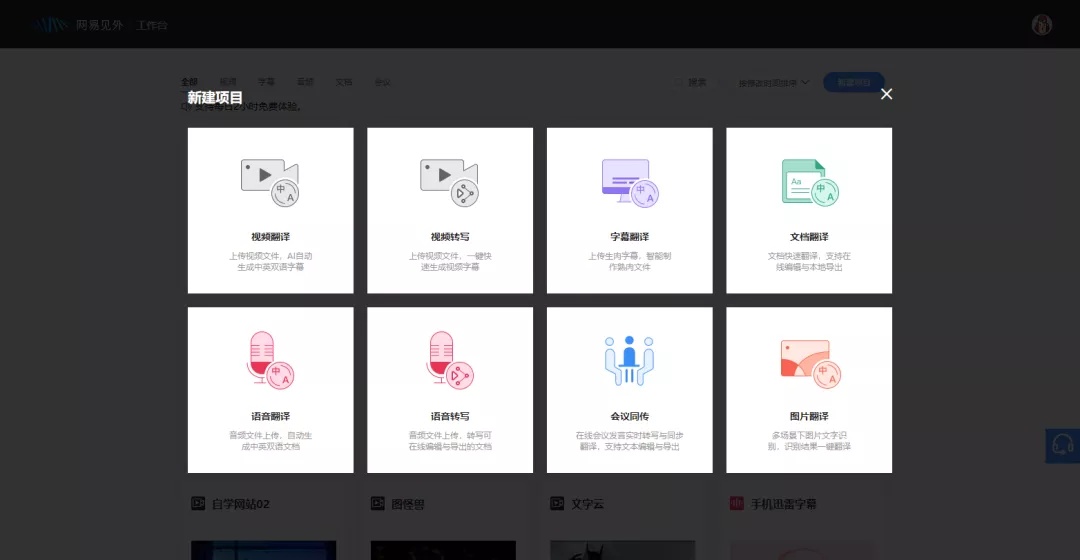 网易见外 工作台
全部 视频 字幕 音频 文档 会议 搜索 新建项目
新建项目
每日2小时免费体验。
视频翻译
上传视频文件，AI自动
生成中英双语字幕
视频转写
上传视频文件，一键快
速生成视频字幕
字幕翻译
上传生肉字幕，智能制
作熟肉文件
文档翻译
文档快速翻译，支持在
线编辑与本地导出
语音翻译
音频文件上传，自动生
成中英双语文档
语音转写
音频文件上传，转写可
在线编辑与导出的文档
会议同传
在线会议发言实时转写与同步
翻译，支持文本编辑与导出
图片翻译
多场景下图片文字识
别，识别结果一键翻译
自学网站02
图怪兽
文字云
手机迅雷字幕